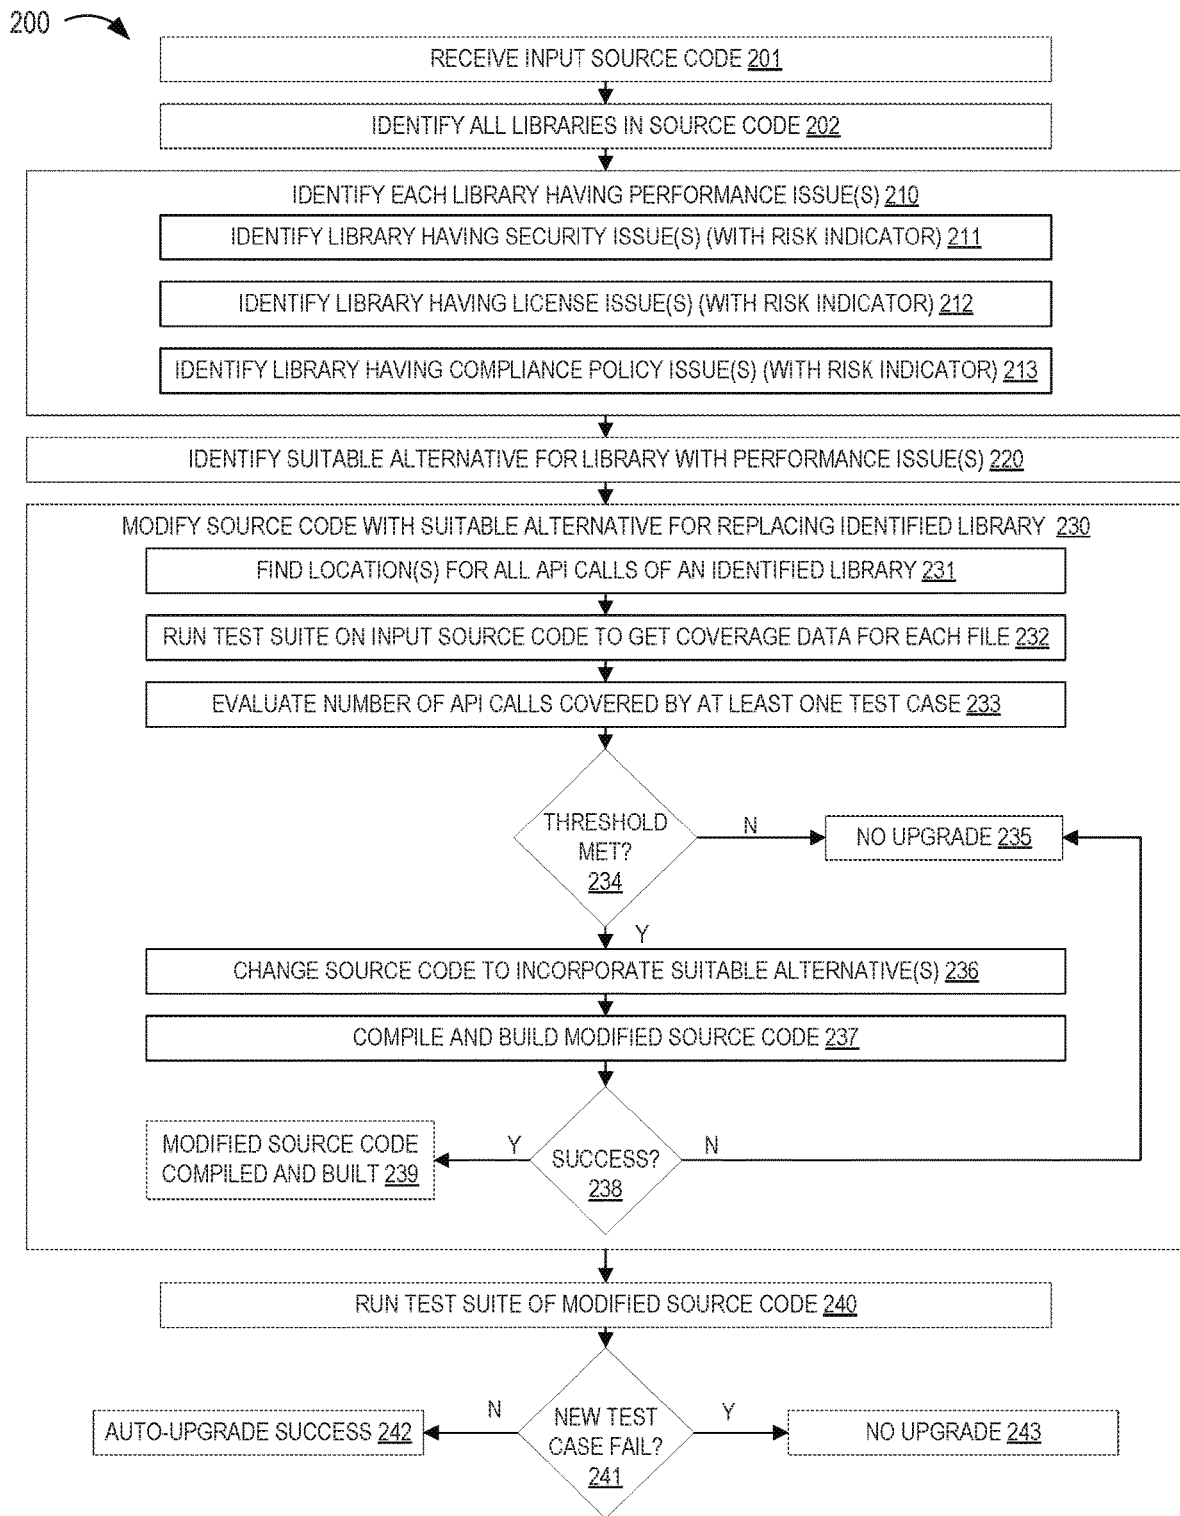 200
RECEIVE INPUT SOURCE CODE 201
IDENTIFY ALL LIBRARIES IN SOURCE CODE 202
IDENTIFY EACH LIBRARY HAVING PERFORMANCE ISSUE(S) 210
IDENTIFY LIBRARY HAVING SECURITY ISSUE(S) (WITH RISK INDICATOR) 211
IDENTIFY LIBRARY HAVING LICENSE ISSUE(S) (WITH RISK INDICATOR) 212
IDENTIFY LIBRARY HAVING COMPLIANCE POLICY ISSUE(S) (WITH RISK INDICATOR) 213
IDENTIFY SUITABLE ALTERNATIVE FOR LIBRARY WITH PERFORMANCE ISSUE(S) 220
MODIFY SOURCE CODE WITH SUITABLE ALTERNATIVE FOR REPLACING IDENTIFIED LIBRARY 230
FIND LOCATION(S) FOR ALL API CALLS OF AN IDENTIFIED LIBRARY 231
RUN TEST SUITE ON INPUT SOURCE CODE TO GET COVERAGE DATA FOR EACH FILE 232
EVALUATE NUMBER OF API CALLS COVERED BY AT LEAST ONE TEST CASE 233
THRESHOLD
MET?
234
N
NO UPGRADE 235
Y
CHANGE SOURCE CODE TO INCORPORATE SUITABLE ALTERNATIVE(S) 236
COMPILE AND BUILD MODIFIED SOURCE CODE 237
MODIFIED SOURCE CODE
COMPILED AND BUILT 239
Y
SUCCESS?
238
N
RUN TEST SUITE OF MODIFIED SOURCE CODE 240
AUTO-UPGRADE SUCCESS 242
N
NEW TEST
CASE FAIL?
241
Y
NO UPGRADE 243